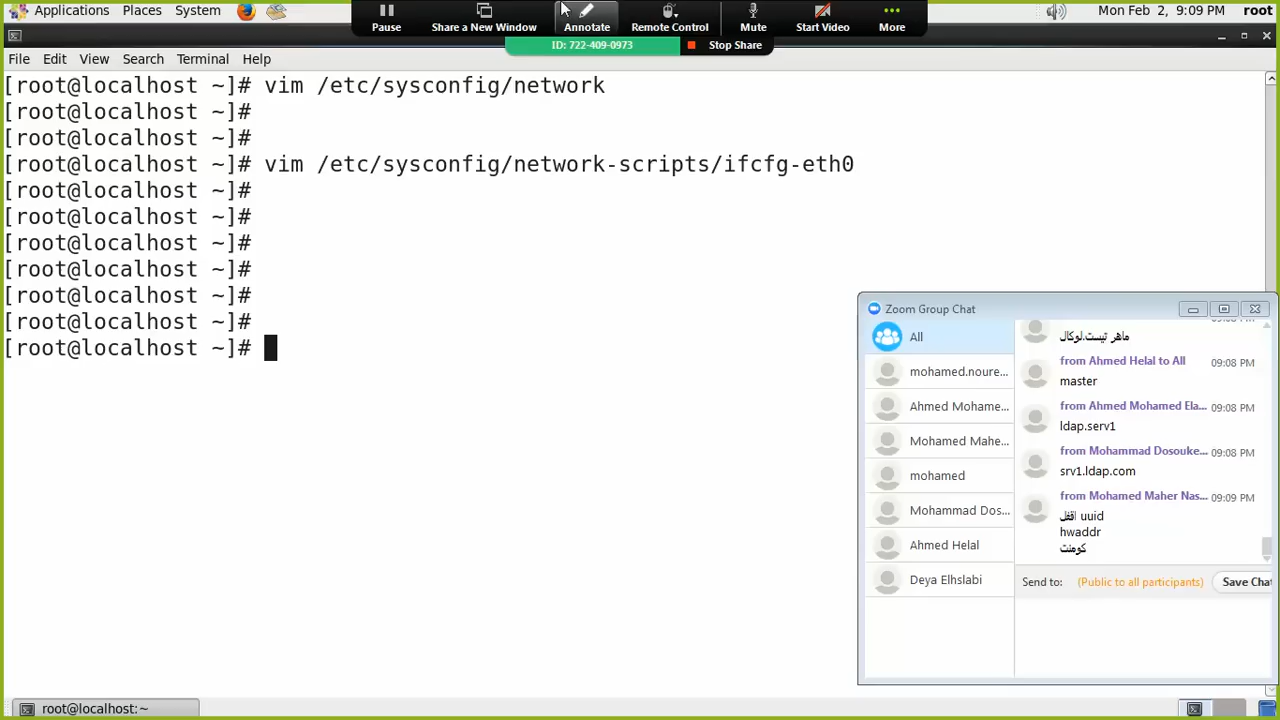 Applications Places System
Pause
Share a New Window
Annotate
Remote Control
Mute
Start Video
More
Mon Feb 2, 9:09 PM root
ID: 722-409-0973
Stop Share
File Edit View Search Terminal Help
[root@localhost ~]# vim /etc/sysconfig/network
[root@localhost ~]#
[root@localhost ~]#
[root@localhost ~]# vim /etc/sysconfig/network-scripts/ifcfg-eth0
[root@localhost ~]#
[root@localhost ~]#
[root@localhost ~]#
[root@localhost ~]#
[root@localhost ~]#
[root@localhost ~]#
[root@localhost ~]#
Zoom Group Chat
All
mohamed.noure...
Ahmed Mohame...
Mohamed Mahe...
mohamed
Mohammad Dos...
Ahmed Helal
Deya Elhslabi
ماهر تيست.لوكال
from Ahmed Helal to All 09:08 PM
master
from Ahmed Mohamed Ela... 09:08 PM
ldap.serv1
from Mohammad Dosouke... 09:08 PM
srv1.ldap.com
from Mohamed Maher Nas... 09:09 PM
اقفل uuid
hwaddr
كومنت
Send to: (Public to all participants) Save Chat
root@localhost:~